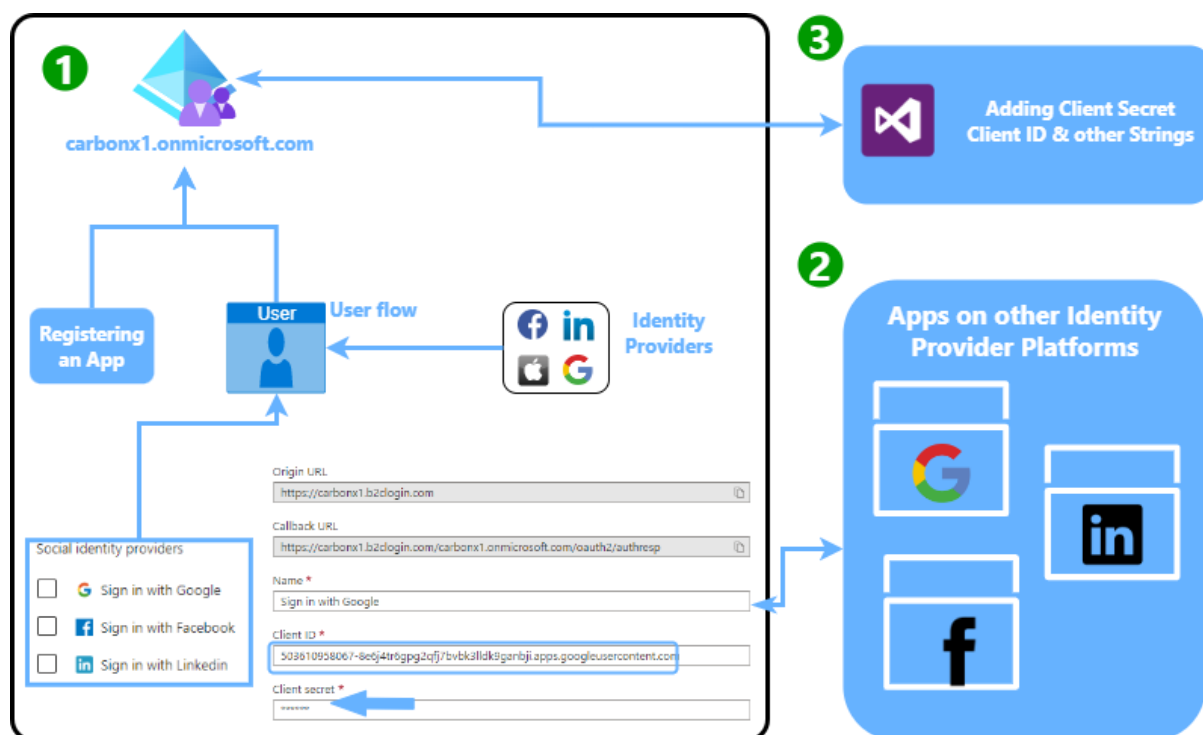 1
carbonx1.onmicrosoft.com
Registering
an App
User
User flow
Identity
Providers
Social identity providers
Sign in with Google
Sign in with Facebook
Sign in with Linkedin
Origin URL
https://carbonx1.b2clogin.com
Callback URL
https://carbonx1.b2clogin.com/carbonx1.onmicrosoft.com/oauth2/authresp
Name *
Sign in with Google
Client ID *
503610958067-8e6j4tr6gpg2qfj7bvbk3lldk9ganbji.apps.googleusercontent.com
Client secret *
3
Adding Client Secret
Client ID & other Strings
2
Apps on other Identity
Provider Platforms